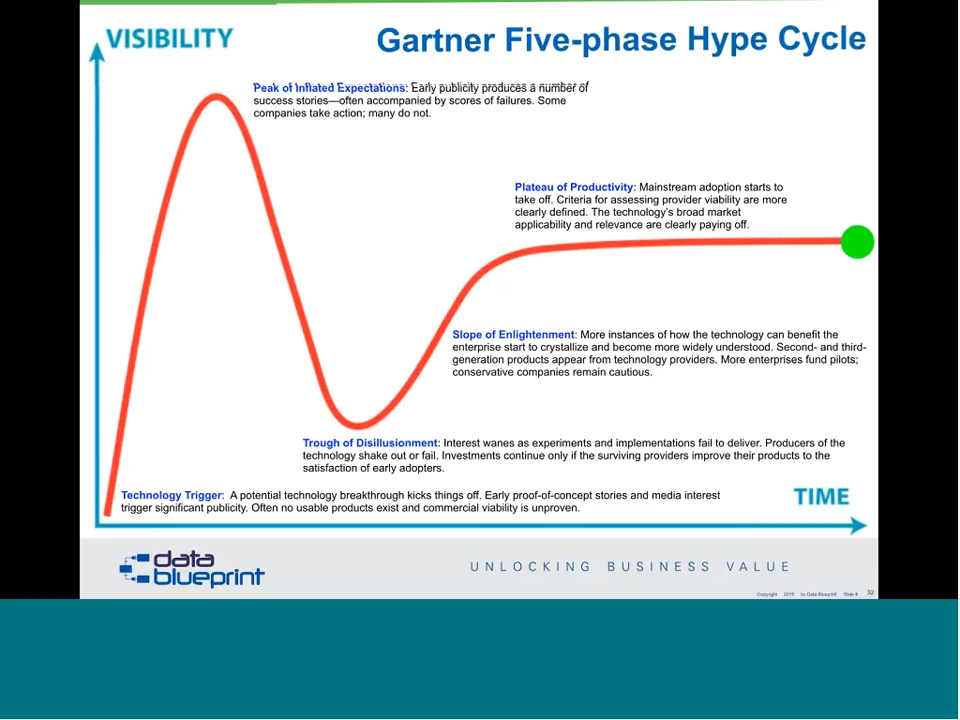 VISIBILITY
Gartner Five-phase Hype Cycle
Peak of Inflated Expectations: Early publicity produces a number of
success stories—often accompanied by scores of failures. Some
companies take action; many do not.
Plateau of Productivity: Mainstream adoption starts to
take off. Criteria for assessing provider viability are more
clearly defined. The technology's broad market
applicability and relevance are clearly paying off.
Slope of Enlightenment: More instances of how the technology can benefit the
enterprise start to crystallize and become more widely understood. Second- and third-
generation products appear from technology providers. More enterprises fund pilots;
conservative companies remain cautious.
Trough of Disillusionment: Interest wanes as experiments and implementations fail to deliver. Producers of the
technology shake out or fail. Investments continue only if the surviving providers improve their products to the
satisfaction of early adopters.
Technology Trigger: A potential technology breakthrough kicks things off. Early proof-of-concept stories and media interest
trigger significant publicity. Often no usable products exist and commercial viability is unproven.
TIME
data
blueprint
UNLOCKING BUSINESS VALUE
Copyright 2015 by Data Blueprint Slide # 32